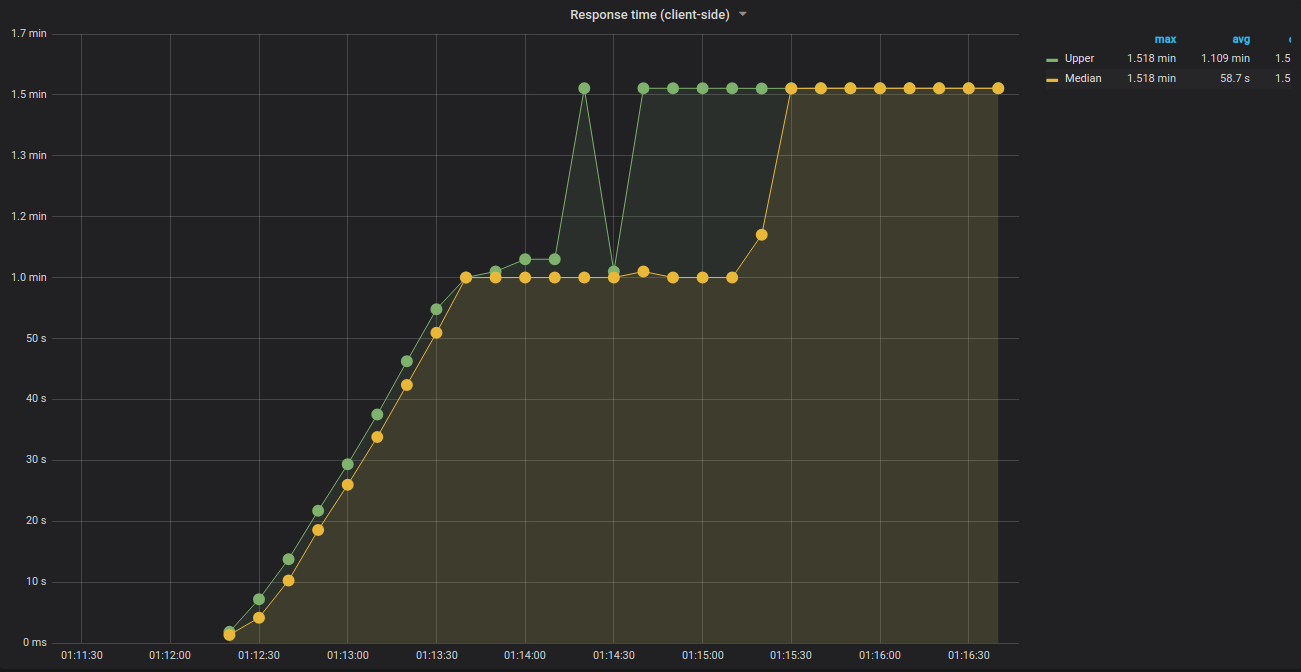 Response time (client-side)
1.7 min
1.5 min
1.3 min
1.2 min
1.0 min
50 s
40 s
30 s
20 s
10 s
0 ms
01:11:30 01:12:00 01:12:30 01:13:00 01:13:30 01:14:00 01:14:30 01:15:00 01:15:30 01:16:00 01:16:30
max avg
Upper 1.518 min 1.109 min 1.5
Median 1.518 min 58.7 s 1.5